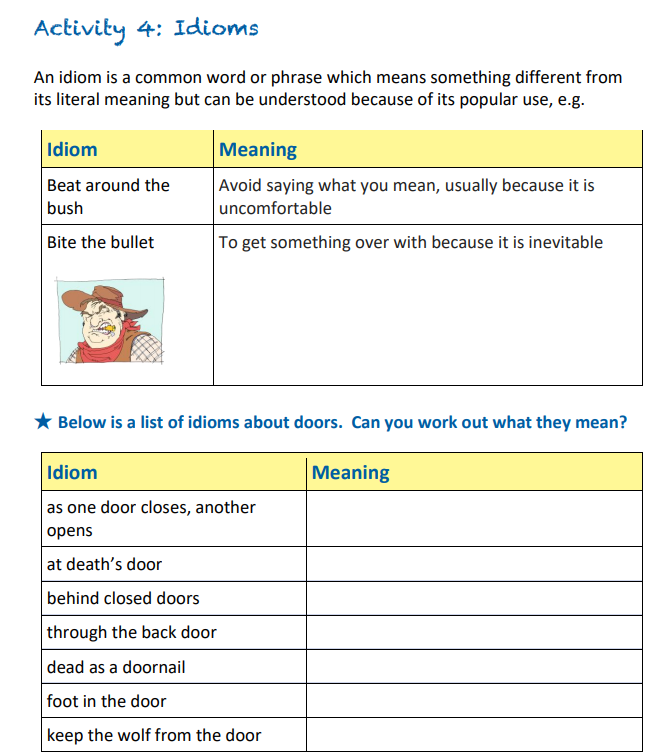 Activity 4: Idioms
An idiom is a common word or phrase which means something different from
its literal meaning but can be understood because of its popular use, e.g.
Idiom Meaning
Beat around the
bush
Avoid saying what you mean, usually because it is
uncomfortable
Bite the bullet
To get something over with because it is inevitable
★ Below is a list of idioms about doors. Can you work out what they mean?
Idiom Meaning
as one door closes, another
opens
at death’s door
behind closed doors
through the back door
dead as a doornail
foot in the door
keep the wolf from the door